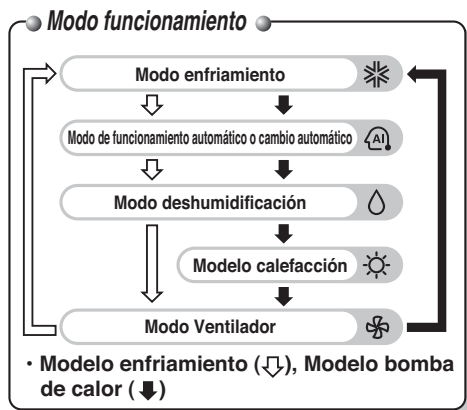 Modo funcionamiento
Modo enfriamiento
Modo de funcionamiento automático o cambio automático
AI
Modo deshumidificación
Modelo calefacción
Modo Ventilador
• Modelo enfriamiento (⇩), Modelo bomba
de calor (⬇)